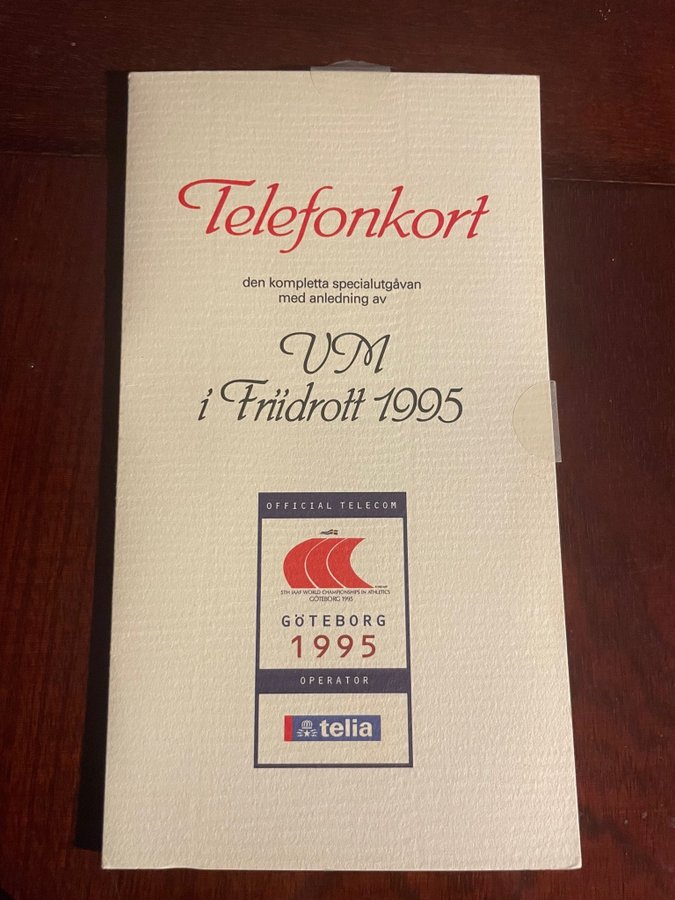 Telefonkort
den kompletta specialutgåvan
med anledning av
VM
i Friidrott 1995
OFFICIAL TELECOM
5TH IAAF WORLD CHAMPIONSHIPS IN ATHLETICS
GÖTEBORG 1995
GÖTEBORG
1995
OPERATOR
telia